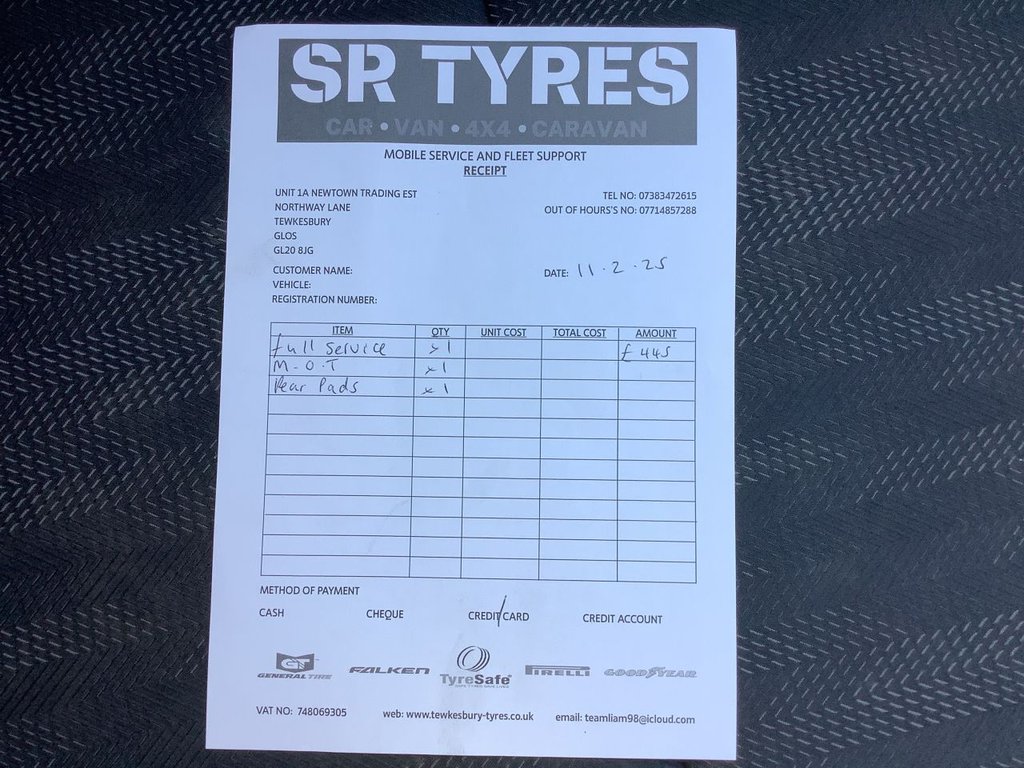 SR TYRES
CAR • VAN • 4X4 • CARAVAN
MOBILE SERVICE AND FLEET SUPPORT
RECEIPT
UNIT 1A NEWTOWN TRADING EST
NORTHWAY LANE
TEWKESBURY
GLOS
GL20 8JG
TEL NO: 07383472615
OUT OF HOURS'S NO: 07714857288
CUSTOMER NAME:
DATE: 11.2.25
VEHICLE:
REGISTRATION NUMBER:
ITEM QTY UNIT COST TOTAL COST AMOUNT
full service x1 £445
M.O.T x1
Rear Pads x1
METHOD OF PAYMENT
CASH CHEQUE CREDIT/CARD CREDIT ACCOUNT
GT GENERAL TIRE FALKEN TyreSafe PIRELLI GOODYEAR
VAT NO: 748069305 web: www.tewkesbury-tyres.co.uk email: teamliam98@icloud.com